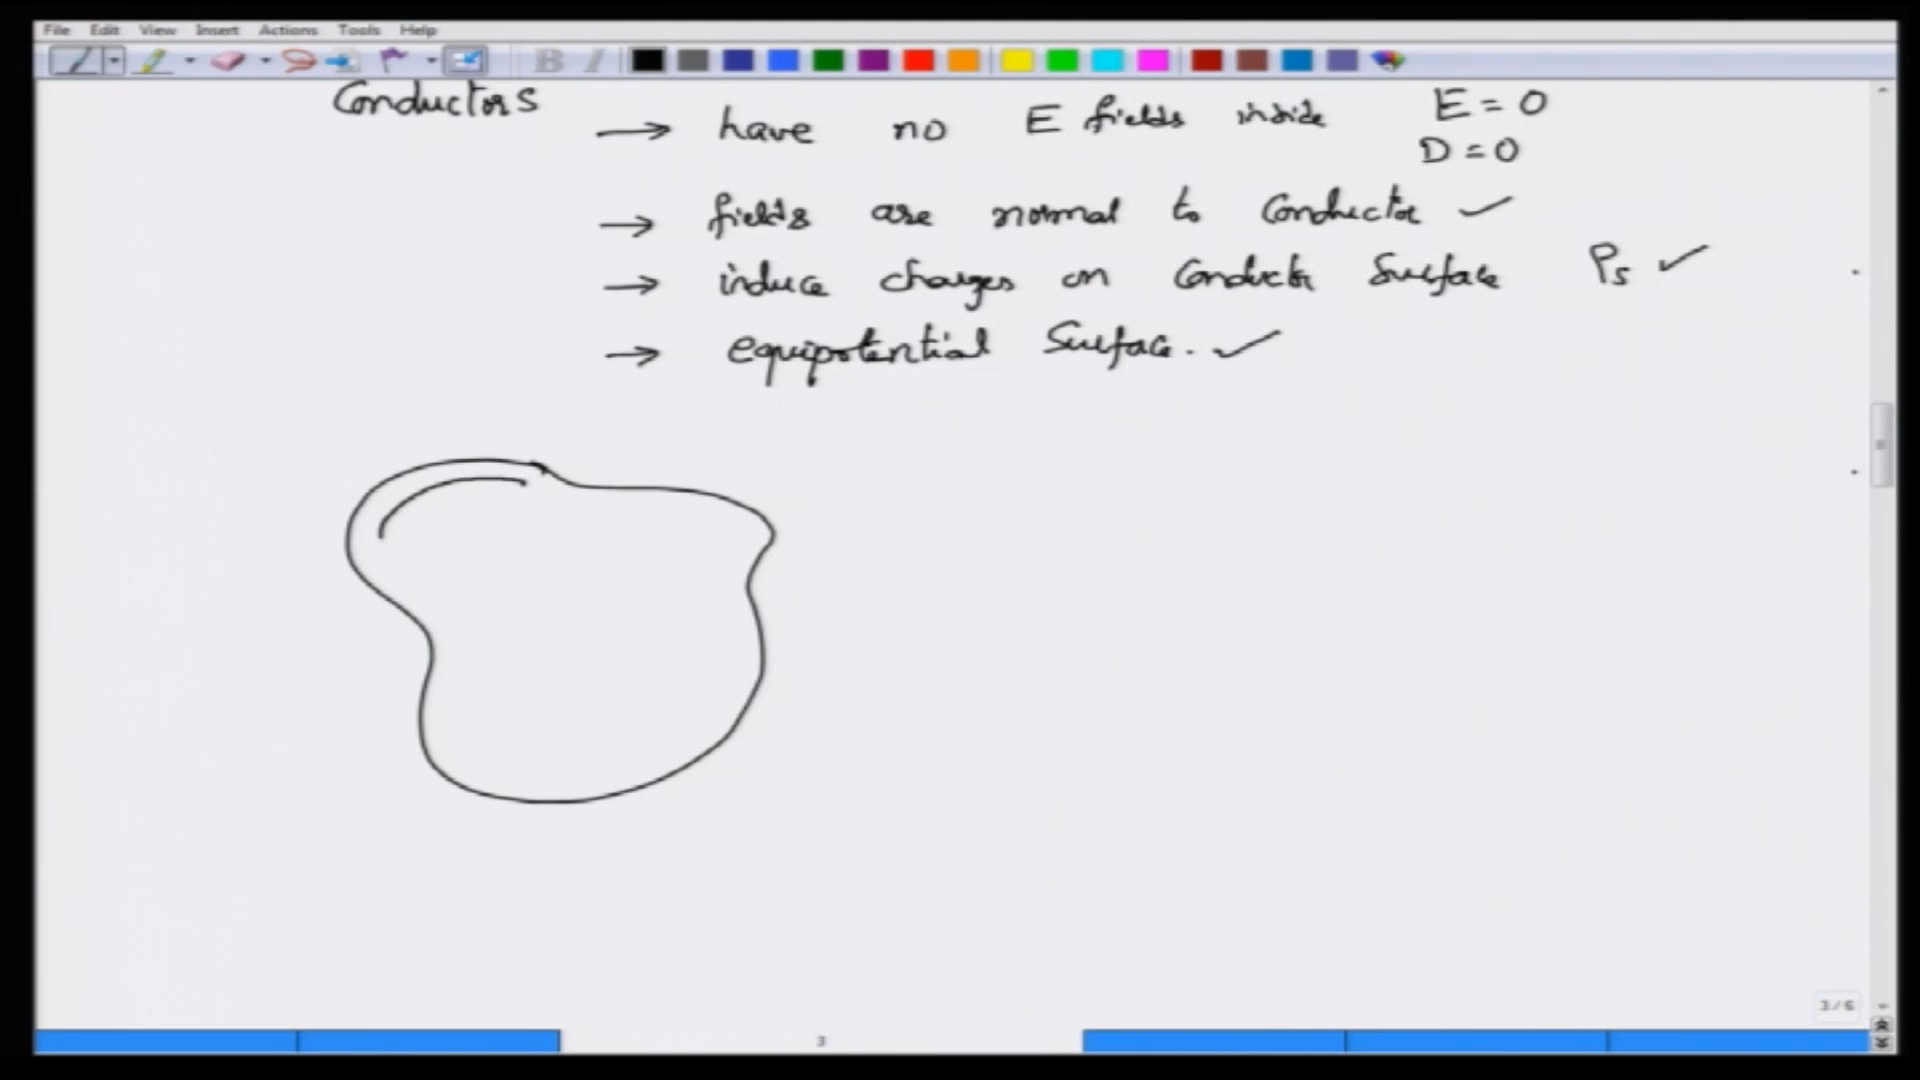 File Edit View Insert Actions Tools Help
B I
Conductors
→ have no E fields inside E = 0
D = 0
→ fields are normal to Conductor ✓
→ induce charges on Conductor Surface ρs ✓
→ equipotential Surface. ✓
3/6
3